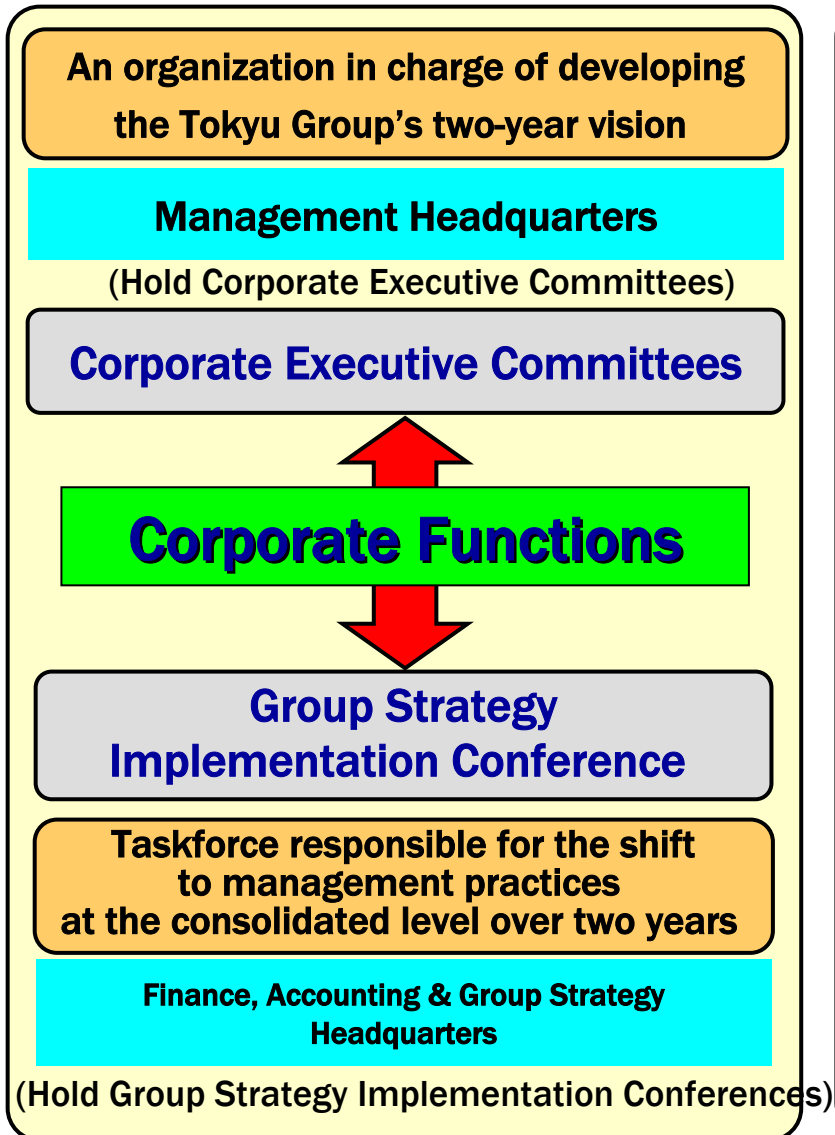 An organization in charge of developing
the Tokyu Group's two-year vision
Management Headquarters
(Hold Corporate Executive Committees)
Corporate Executive Committees
Corporate Functions
Group Strategy
Implementation Conference
Taskforce responsible for the shift
to management practices
at the consolidated level over two years
Finance, Accounting & Group Strategy
Headquarters
(Hold Group Strategy Implementation Conferences)